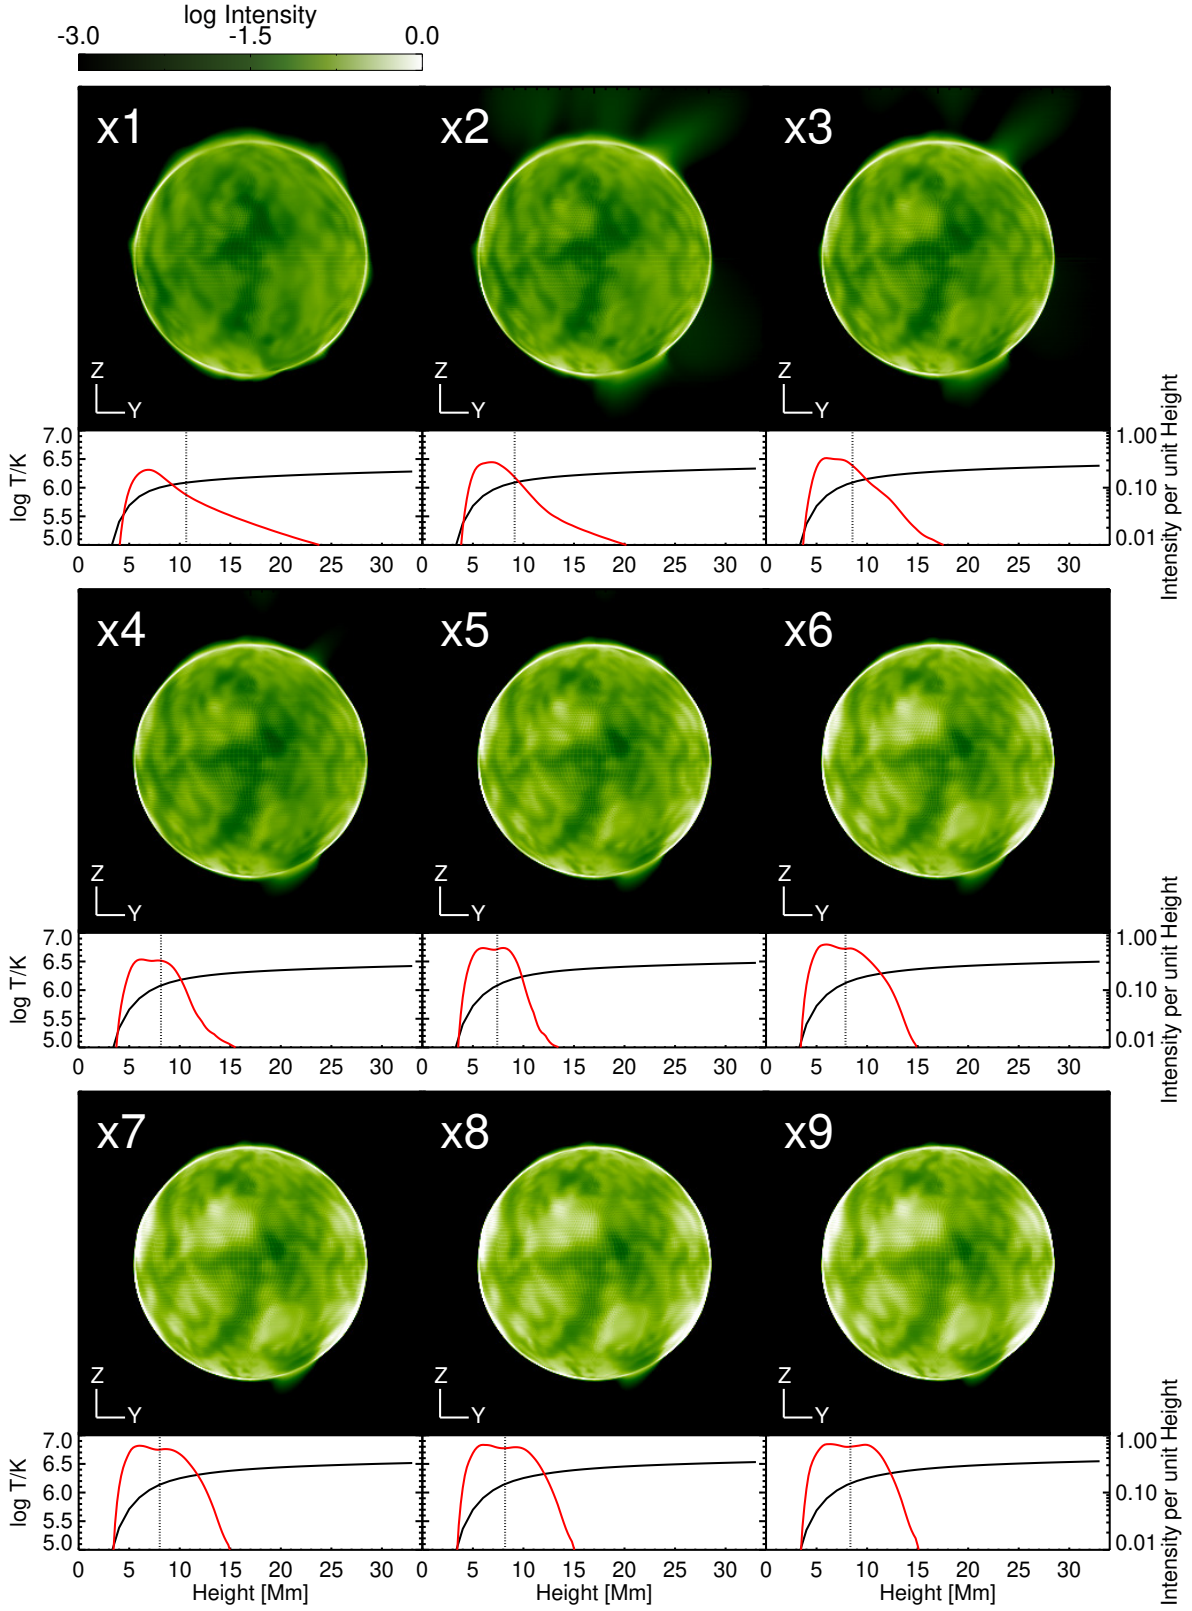 log Intensity
-3.0 -1.5 0.0
x1 x2 x3
Z Z Z
Y Y Y
7.0 6.5 6.0 5.5 5.0
log T/K
1.00 0.10 0.01
Intensity per unit Height
0 5 10 15 20 25 30 0 5 10 15 20 25 30 0 5 10 15 20 25 30
x4 x5 x6
Z Z Z
Y Y Y
7.0 6.5 6.0 5.5 5.0
log T/K
1.00 0.10 0.01
Intensity per unit Height
0 5 10 15 20 25 30 0 5 10 15 20 25 30 0 5 10 15 20 25 30
x7 x8 x9
Z Z Z
Y Y Y
7.0 6.5 6.0 5.5 5.0
log T/K
1.00 0.10 0.01
Intensity per unit Height
0 5 10 15 20 25 30 0 5 10 15 20 25 30 0 5 10 15 20 25 30
Height [Mm] Height [Mm] Height [Mm]